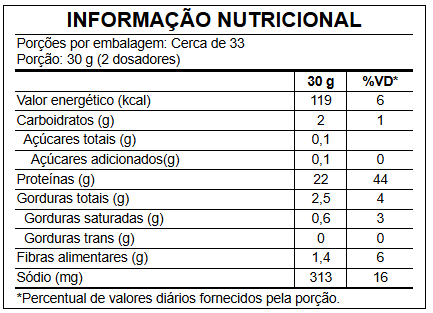 INFORMAÇÃO NUTRICIONAL
Porções por embalagem: Cerca de 33
Porção: 30 g (2 dosadores)
30 g %VD*
Valor energético (kcal) 119 6
Carboidratos (g) 2 1
Açúcares totais (g) 0,1
Açúcares adicionados(g) 0,1 0
Proteínas (g) 22 44
Gorduras totais (g) 2,5 4
Gorduras saturadas (g) 0,6 3
Gorduras trans (g) 0 0
Fibras alimentares (g) 1,4 6
Sódio (mg) 313 16
*Percentual de valores diários fornecidos pela porção.